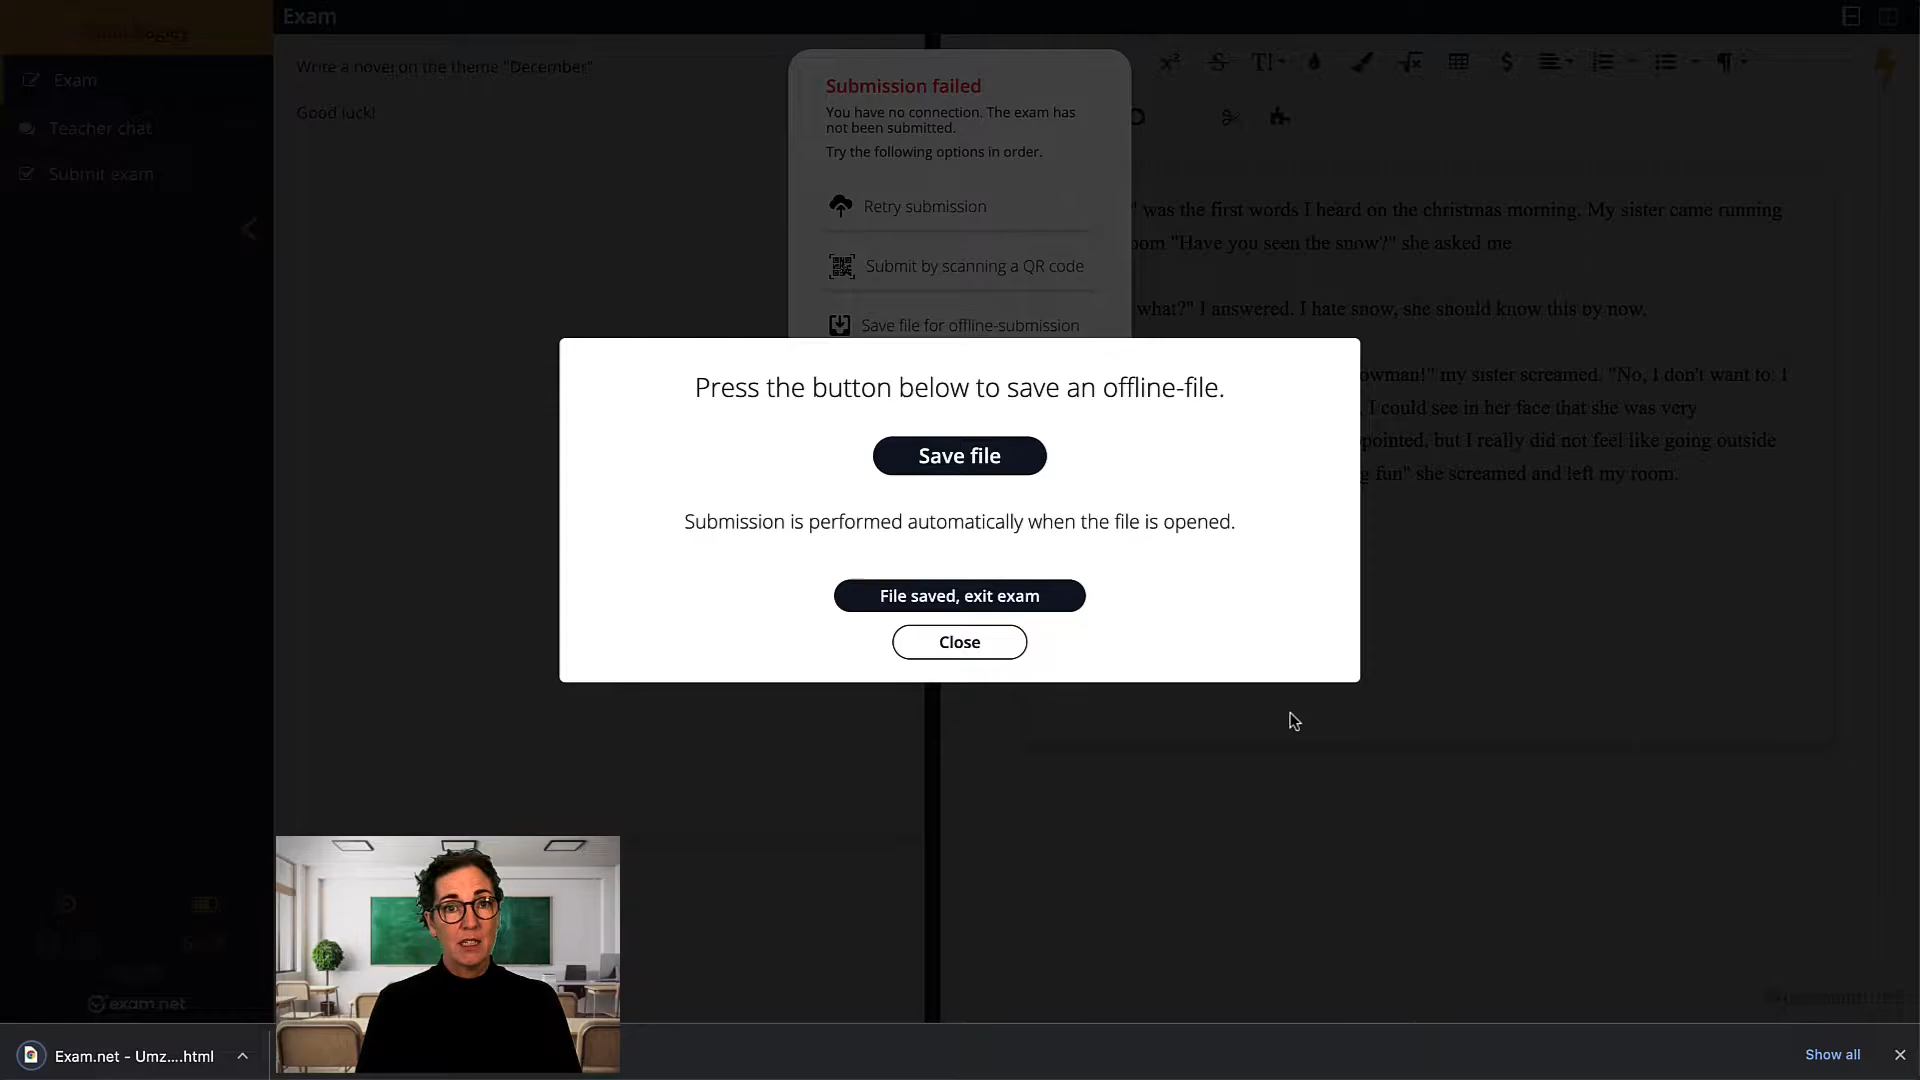 Exam
Exam
Teacher chat
Submit exam
Write a novel on the theme "December"
Good luck!
Submission failed
You have no connection. The exam has
not been submitted.
Try the following options in order.
Retry submission
Submit by scanning a QR code
Save file for offline-submission
" was the first words I heard on the christmas morning. My sister came running
oom "Have you seen the snow?" she asked me
what?" I answered. I hate snow, she should know this by now.
owman!" my sister screamed. "No, I don't want to. I
I could see in her face that she was very
pointed, but I really did not feel like going outside
g fun" she screamed and left my room.
Press the button below to save an offline-file.
Save file
Submission is performed automatically when the file is opened.
File saved, exit exam
Close
exam.net
Exam.net - Umz....html
Show all